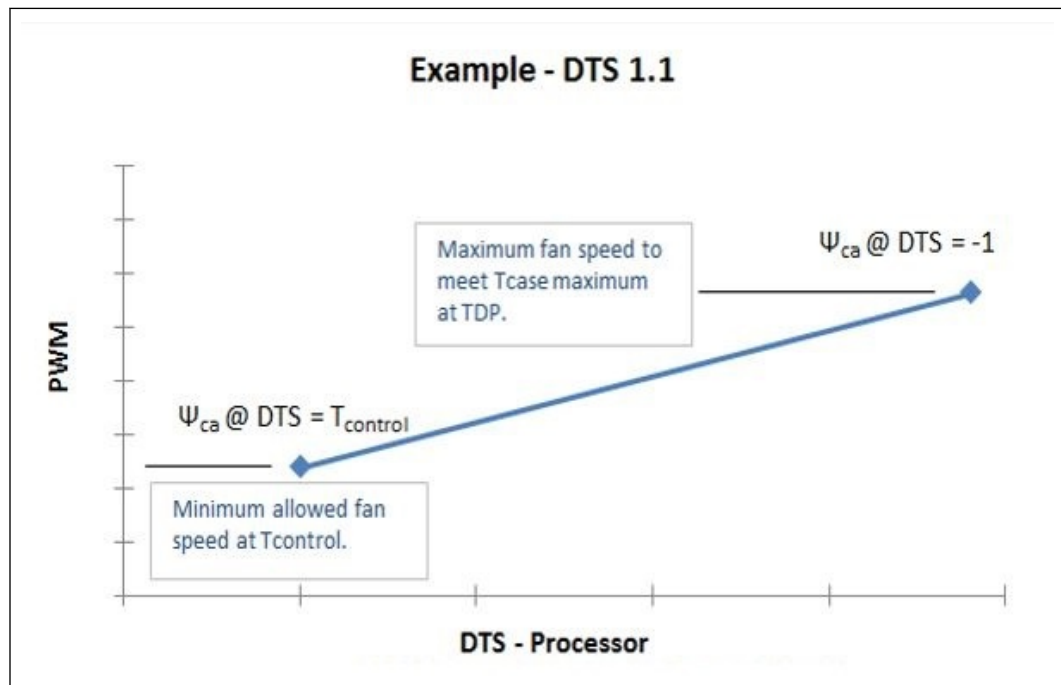 Example - DTS 1.1
Ψca @ DTS = -1
Maximum fan speed to
meet Tcase maximum
at TDP.
PWM
Ψca @ DTS = Tcontrol
Minimum allowed fan
speed at Tcontrol.
DTS - Processor